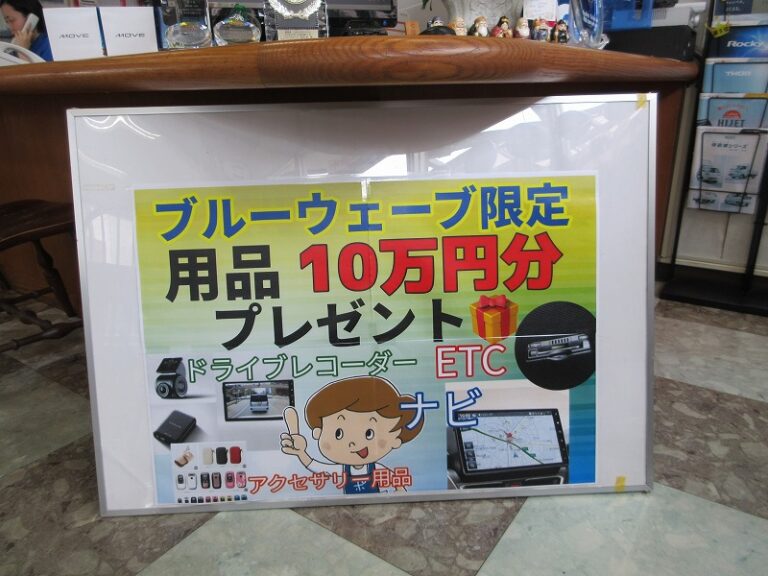 MOVE
MOVE
Rocky
THOR
HIJET
ブルーウェーブ限定
用品 10万円分
プレゼント
ドライブレコーダー
ETC
ナビ
アクセサリー用品